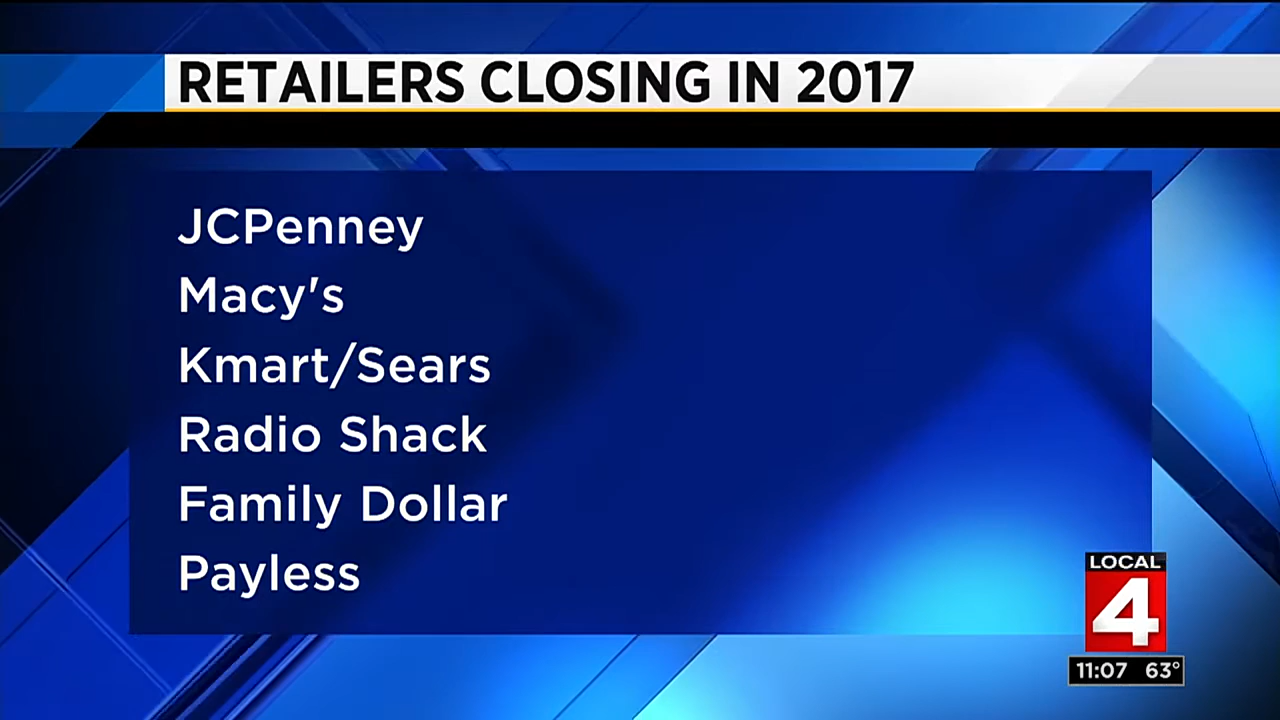 RETAILERS CLOSING IN 2017
JCPenney
Macy's
Kmart/Sears
Radio Shack
Family Dollar
Payless
LOCAL
4
11:07 63°